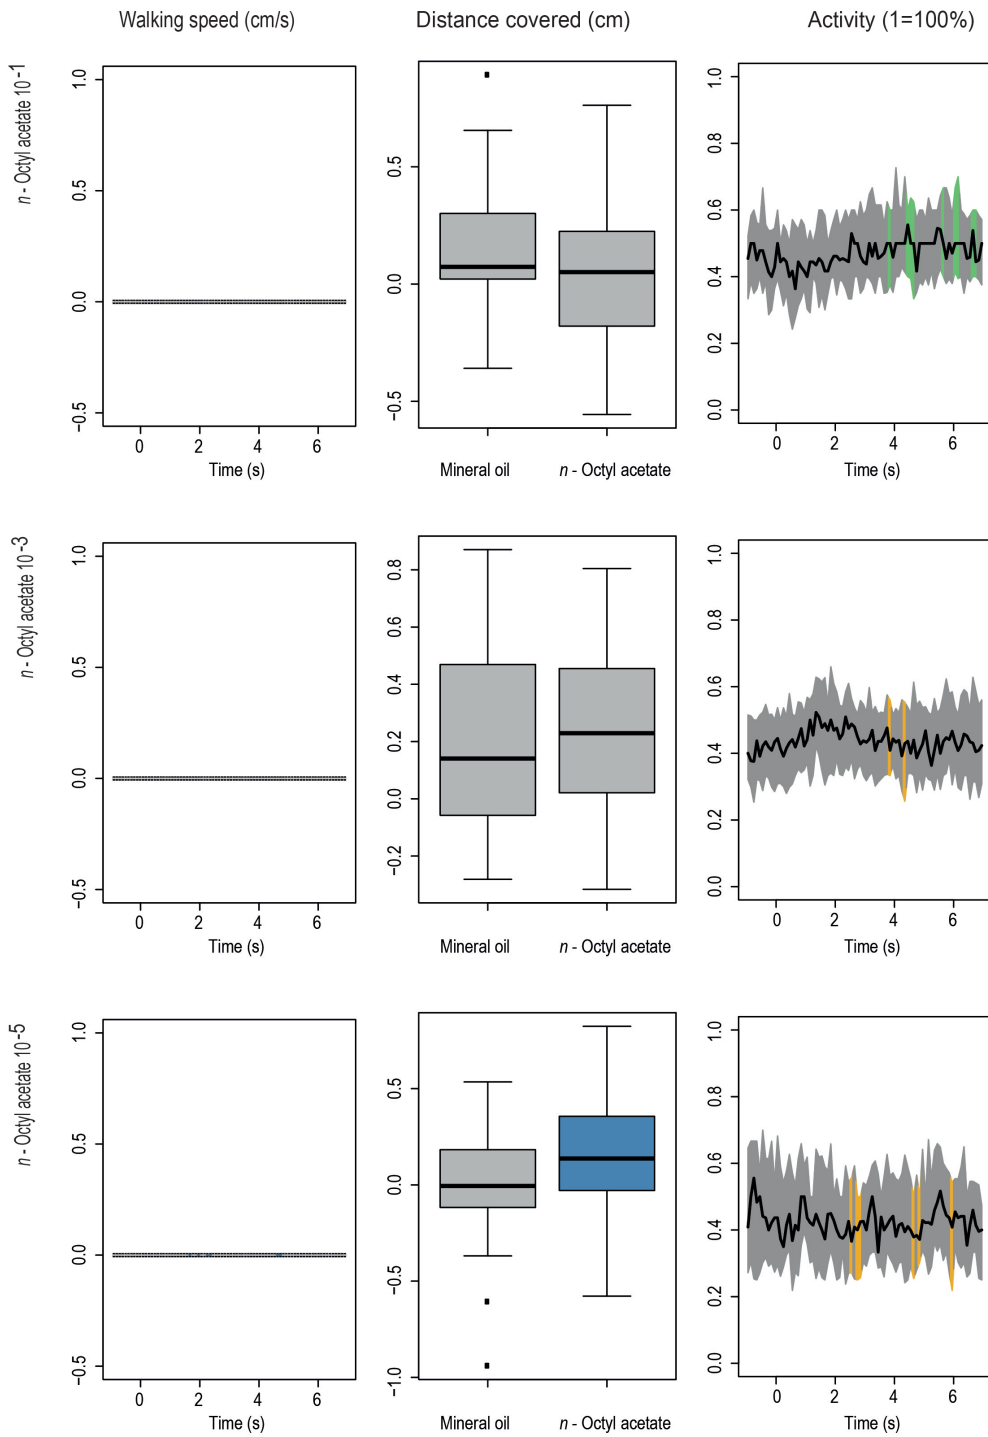 Walking speed (cm/s)
Distance covered (cm)
Activity (1=100%)
n - Octyl acetate 10-1
1.0
0.5
0.0
-0.5
0 2 4 6
Time (s)
0.5
0.0
-0.5
Mineral oil n - Octyl acetate
1.0
0.8
0.6
0.4
0.2
0.0
0 2 4 6
Time (s)
n - Octyl acetate 10-3
1.0
0.5
0.0
-0.5
0 2 4 6
Time (s)
0.8
0.6
0.4
0.2
0.0
-0.2
Mineral oil n - Octyl acetate
1.0
0.8
0.6
0.4
0.2
0.0
0 2 4 6
Time (s)
n - Octyl acetate 10-5
1.0
0.5
0.0
-0.5
0 2 4 6
Time (s)
0.5
0.0
-0.5
-1.0
Mineral oil n - Octyl acetate
1.0
0.8
0.6
0.4
0.2
0.0
0 2 4 6
Time (s)